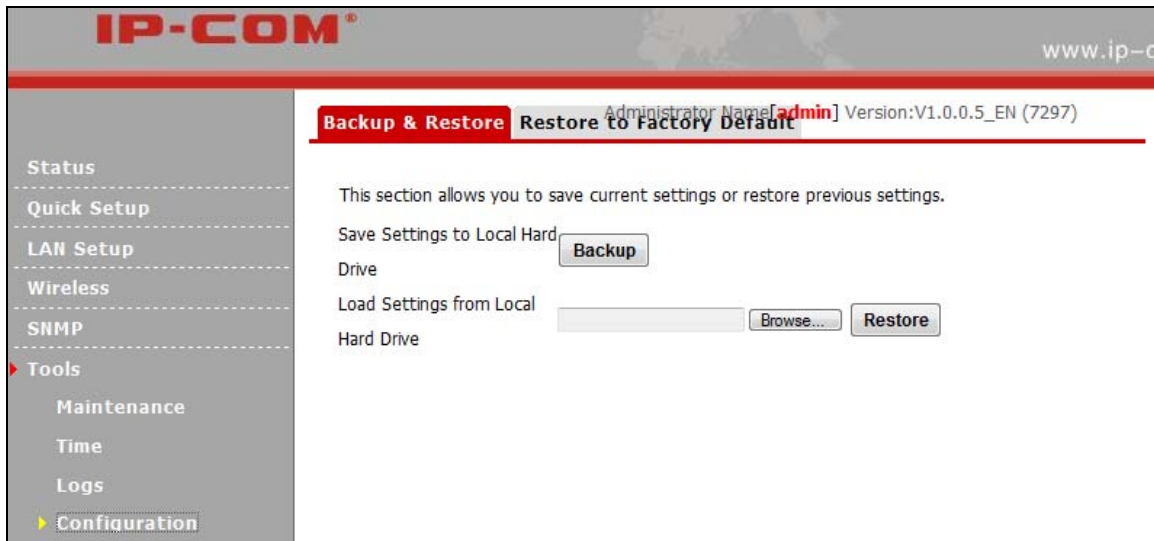 IP-COM®
www.ip-c
Administrator Name[admin] Version:V1.0.0.5_EN (7297)
Backup & Restore
Restore to Factory Default
Status
Quick Setup
LAN Setup
Wireless
SNMP
Tools
Maintenance
Time
Logs
Configuration
This section allows you to save current settings or restore previous settings.
Save Settings to Local Hard
Drive
Backup
Load Settings from Local
Hard Drive
Browse...
Restore